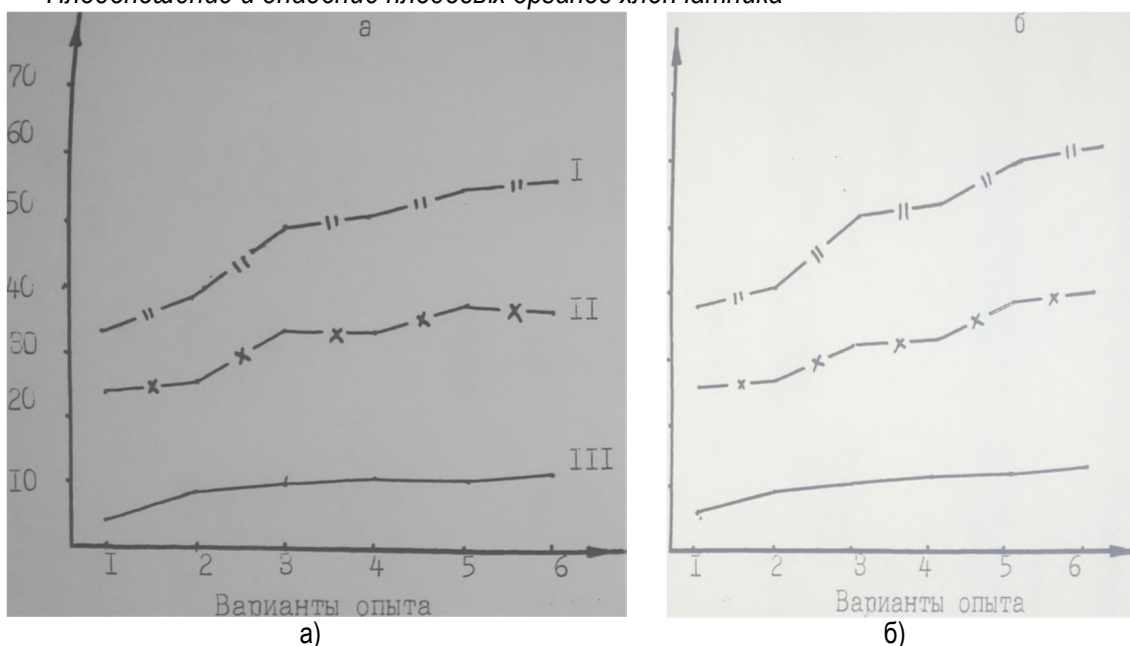 Плодоношение и опадение плодовых органов хлопчатника
а
70
60
50
40
30
20
I0
I
II
III
I 2 3 4 5 6
Варианты опыта
а)
б
I 2 3 4 5 6
Варианты опыта
б)